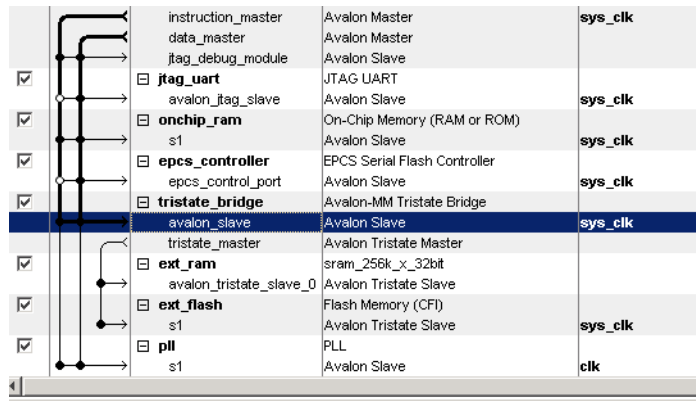 instruction_master Avalon Master sys_clk
data_master Avalon Master
jtag_debug_module Avalon Slave
jtag_uart JTAG UART
avalon_jtag_slave Avalon Slave sys_clk
onchip_ram On-Chip Memory (RAM or ROM)
s1 Avalon Slave sys_clk
epcs_controller EPCS Serial Flash Controller
epcs_control_port Avalon Slave sys_clk
tristate_bridge Avalon-MM Tristate Bridge
avalon_slave Avalon Slave sys_clk
tristate_master Avalon Tristate Master
ext_ram sram_256k_x_32bit
avalon_tristate_slave_0 Avalon Tristate Slave
ext_flash Flash Memory (CFI)
s1 Avalon Tristate Slave sys_clk
pll PLL
s1 Avalon Slave clk